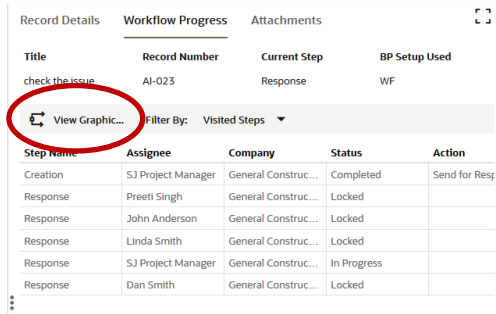 Record Details Workflow Progress Attachments
Title Record Number Current Step BP Setup Used
check the issue AI-023 Response WF
View Graphic... Filter By: Visited Steps
Step Name Assignee Company Status Action
Creation SJ Project Manager General Construc... Completed Send for Resp
Response Preeti Singh General Construc... Locked
Response John Anderson General Construc... Locked
Response Linda Smith General Construc... Locked
Response SJ Project Manager General Construc... In Progress
Response Dan Smith General Construc... Locked